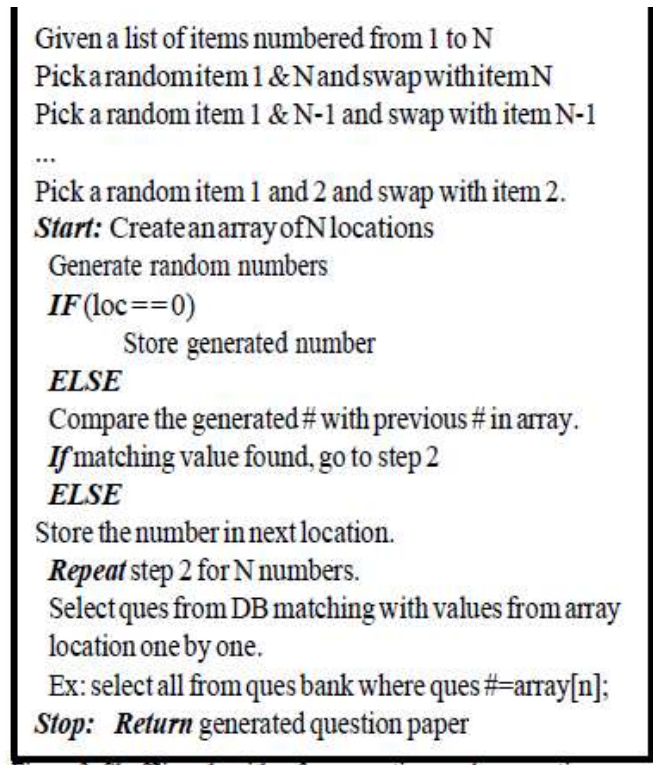 Given a list of items numbered from 1 to N
Pick a random item 1 & N and swap with item N
Pick a random item 1 & N-1 and swap with item N-1
...
Pick a random item 1 and 2 and swap with item 2.
Start: Create an array of N locations
Generate random numbers
IF (loc==0)
Store generated number
ELSE
Compare the generated # with previous # in array.
If matching value found, go to step 2
ELSE
Store the number in next location.
Repeat step 2 for N numbers.
Select ques from DB matching with values from array
location one by one.
Ex: select all from ques bank where ques #=array[n];
Stop: Return generated question paper